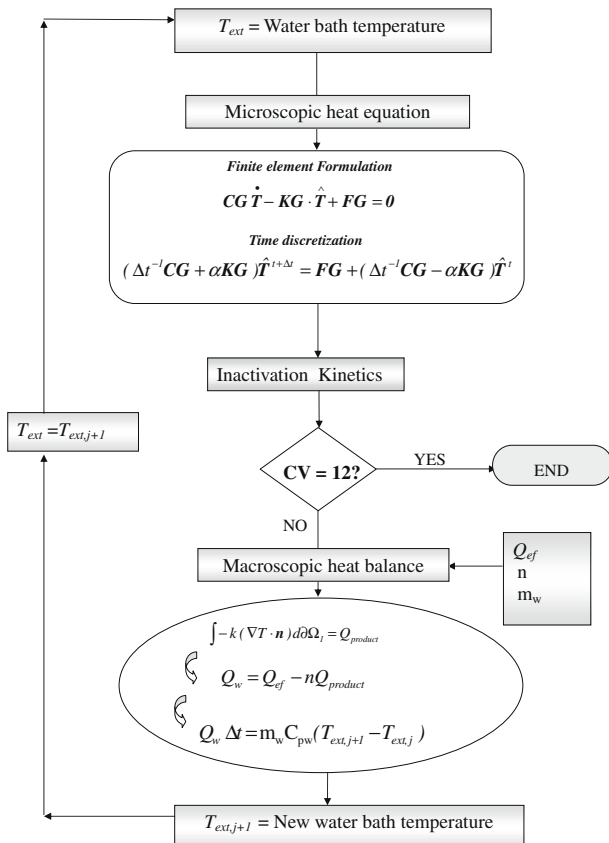 T_ext = Water bath temperature
Microscopic heat equation
Finite element Formulation
CG Ṫ − KG · T̂ + FG = 0
Time discretization
(Δt⁻¹CG + αKG) T̂^{t+Δt} = FG + (Δt⁻¹CG − αKG) T̂^t
Inactivation Kinetics
T_ext = T_ext,j+1
CV = 12?
YES
END
NO
Macroscopic heat balance
Q_ef
n
m_w
∫ −k (∇T · n) d∂Ω_1 = Q_product
Q_w = Q_ef − nQ_product
Q_w Δt = m_w C_pw (T_ext,j+1 − T_ext,j)
T_ext,j+1 = New water bath temperature